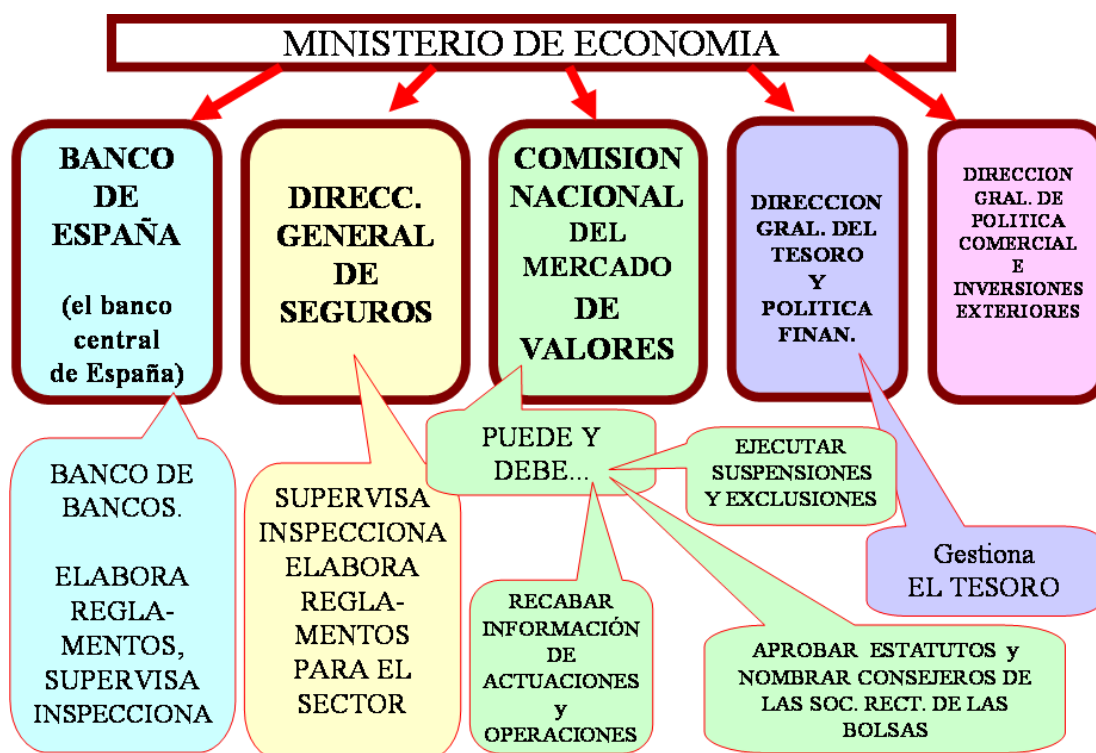 MINISTERIO DE ECONOMIA
BANCO
DE
ESPAÑA
(el banco
central
de España)
DIRECC.
GENERAL
DE
SEGUROS
COMISION
NACIONAL
DEL
MERCADO
DE
VALORES
DIRECCION
GRAL. DEL
TESORO
Y
POLITICA
FINAN.
DIRECCION
GRAL. DE
POLITICA
COMERCIAL
E
INVERSIONES
EXTERIORES
BANCO DE
BANCOS.
ELABORA
REGLA-
MENTOS,
SUPERVISA
INSPECCIONA
SUPERVISA
INSPECCIONA
ELABORA
REGLA-
MENTOS
PARA EL
SECTOR
PUEDE Y
DEBE...
EJECUTAR
SUSPENSIONES
Y EXCLUSIONES
RECABAR
INFORMACIÓN
DE
ACTUACIONES
y
OPERACIONES
APROBAR ESTATUTOS y
NOMBRAR CONSEJEROS DE
LAS SOC. RECT. DE LAS
BOLSAS
Gestiona
EL TESORO